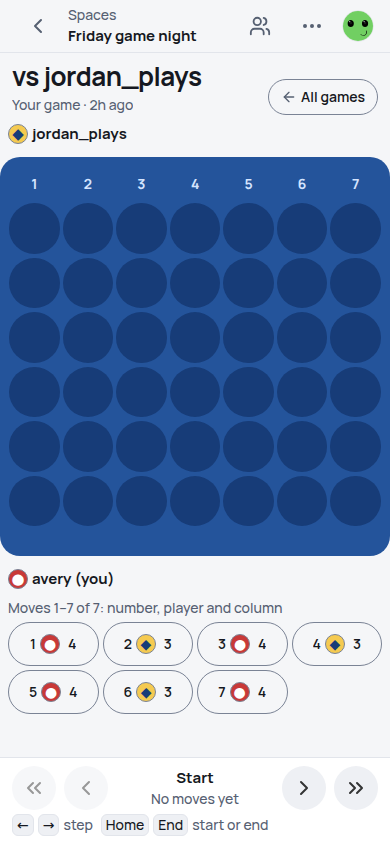 Spaces
Friday game night
vs jordan_plays
Your game · 2h ago
← All games
jordan_plays
1 2 3 4 5 6 7
avery (you)
Moves 1–7 of 7: number, player and column
1 4 2 3 3 4 4 3
5 4 6 3 7 4
Start
No moves yet
← → step Home End start or end